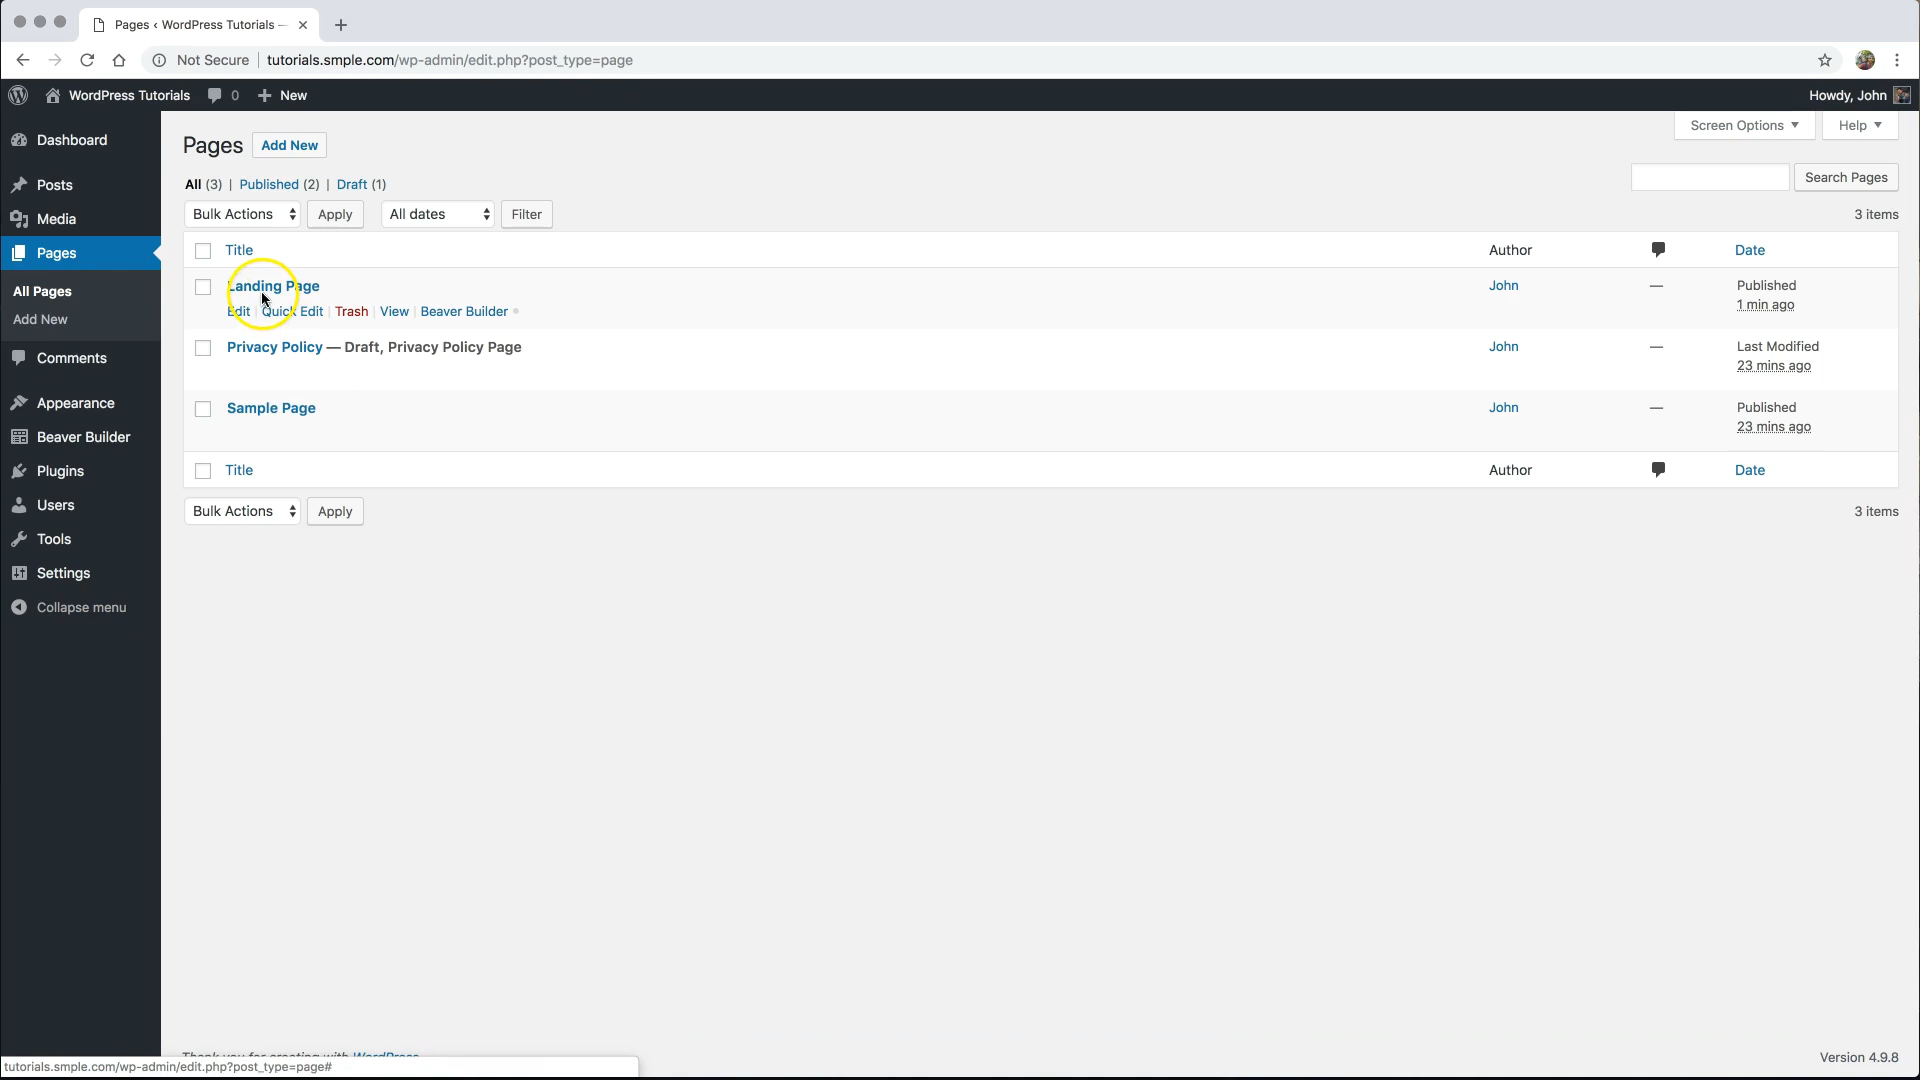 Pages ‹ WordPress Tutorials —
Not Secure tutorials.smple.com/wp-admin/edit.php?post_type=page
WordPress Tutorials 0 New Howdy, John
Screen Options Help
Dashboard
Posts
Media
Pages
All Pages
Add New
Comments
Appearance
Beaver Builder
Plugins
Users
Tools
Settings
Collapse menu
Pages Add New
All (3) | Published (2) | Draft (1)
Search Pages
Bulk Actions Apply All dates Filter 3 items
Title Author Date
Landing Page John — Published
1 min ago
Edit | Quick Edit | Trash | View | Beaver Builder
Privacy Policy — Draft, Privacy Policy Page John — Last Modified
23 mins ago
Sample Page John — Published
23 mins ago
Title Author Date
Bulk Actions Apply 3 items
Thank you for creating with WordPress.
Version 4.9.8
tutorials.smple.com/wp-admin/edit.php?post_type=page#